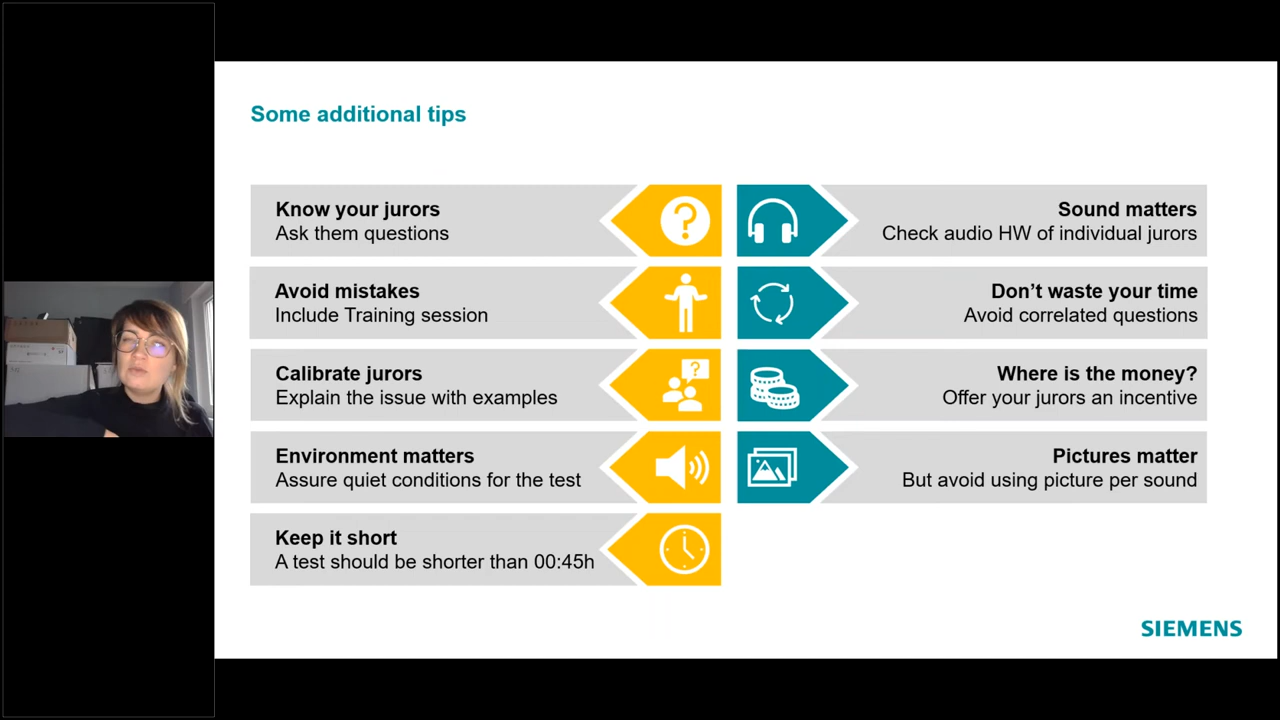 Some additional tips
Know your jurors
Ask them questions
Avoid mistakes
Include Training session
Calibrate jurors
Explain the issue with examples
Environment matters
Assure quiet conditions for the test
Keep it short
A test should be shorter than 00:45h
Sound matters
Check audio HW of individual jurors
Don’t waste your time
Avoid correlated questions
Where is the money?
Offer your jurors an incentive
Pictures matter
But avoid using picture per sound
SIEMENS